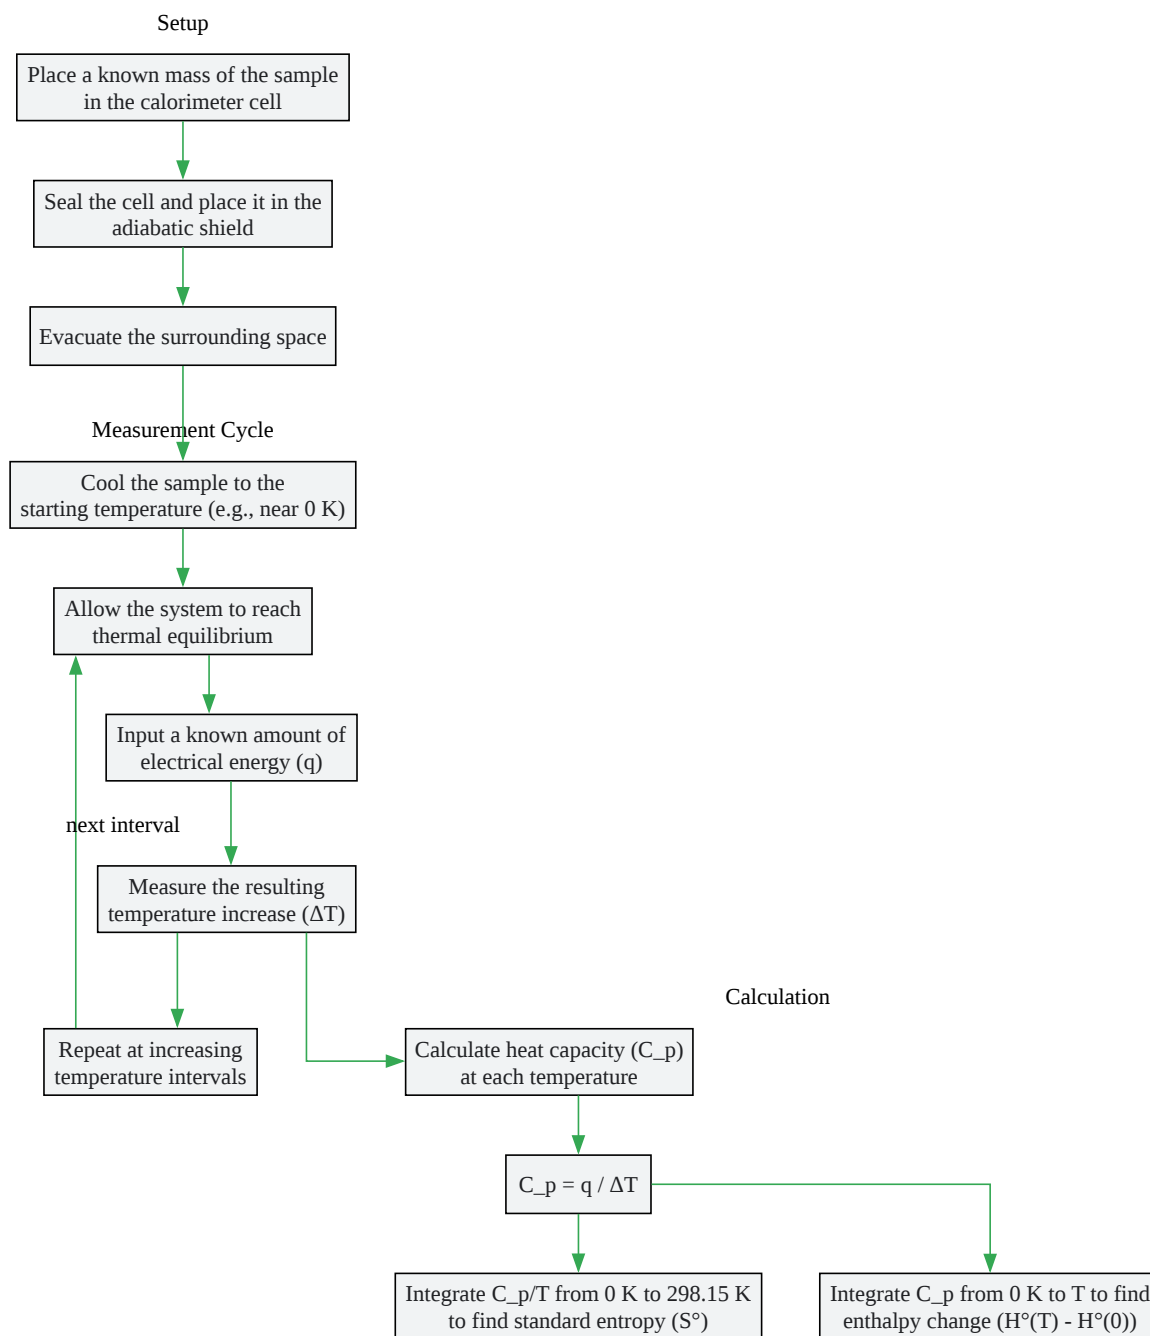 Setup
Place a known mass of the sample
in the calorimeter cell
Seal the cell and place it in the
adiabatic shield
Evacuate the surrounding space
Measurement Cycle
Cool the sample to the
starting temperature (e.g., near 0 K)
Allow the system to reach
thermal equilibrium
Input a known amount of
electrical energy (q)
next interval
Measure the resulting
temperature increase (ΔT)
Repeat at increasing
temperature intervals
Calculation
Calculate heat capacity (C_p)
at each temperature
C_p = q / ΔT
Integrate C_p/T from 0 K to 298.15 K
to find standard entropy (S°)
Integrate C_p from 0 K to T to find
enthalpy change (H°(T) - H°(0))